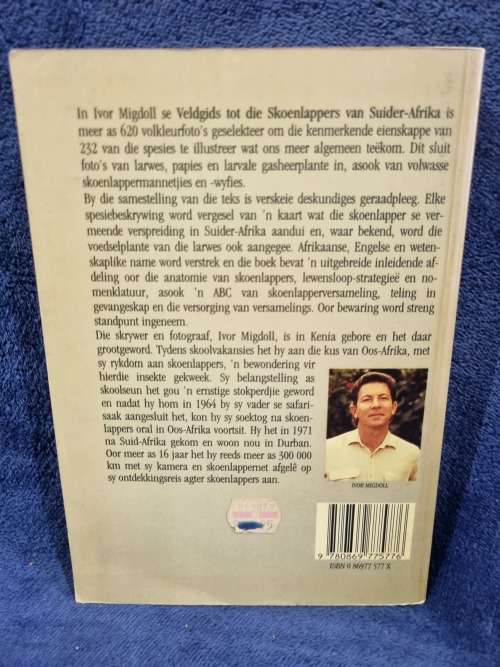 In Ivor Migdoll se Veldgids tot die Skoenlappers van Suider-Afrika is
meer as 620 volkleurfoto's geselekteer om die kenmerkende eienskappe van
232 van die spesies te illustreer wat ons meer algemeen teëkom. Dit sluit
foto's van larwes, papies en larvale gasheerplante in, asook van volwasse
skoenlappermannetjies en -wyfies.
By die samestelling van die teks is verskeie deskundiges geraadpleeg. Elke
spesiebeskrywing word vergesel van 'n kaart wat die skoenlapper se ver-
meende verspreiding in Suider-Afrika aandui en, waar bekend, word die
voedselplante van die larwes ook aangegee. Afrikaanse, Engelse en weten-
skaplike name word verstrek en die boek bevat 'n uitgebreide inleidende af-
deling oor die anatomie van skoenlappers, lewensloop-strategieë en no-
menklatuur, asook 'n ABC van skoenlapperversameling, teling in
gevangeskap en die versorging van versamelings. Oor bewaring word streng
standpunt ingeneem.
Die skrywer en fotograaf, Ivor Migdoll, is in Kenia gebore en het daar
grootgeword. Tydens skoolvakansies het hy aan die kus van Oos-Afrika, met
sy rykdom aan skoenlappers, 'n bewondering vir
hierdie insekte gekweek. Sy belangstelling as
skoolseun het gou 'n ernstige stokperdjie geword
en nadat hy hom in 1964 by sy vader se safari-
saak aangesluit het, kon hy sy soektog na skoen-
lappers oral in Oos-Afrika voortsit. Hy het in 1971
na Suid-Afrika gekom en woon nou in Durban.
Oor meer as 16 jaar het hy reeds meer as 300 000
km met sy kamera en skoenlappernet afgelê op
sy ontdekkingsreis agter skoenlappers aan.
IVOR MIGDOLL
9 780869 775776
ISBN 0 86977 577 X